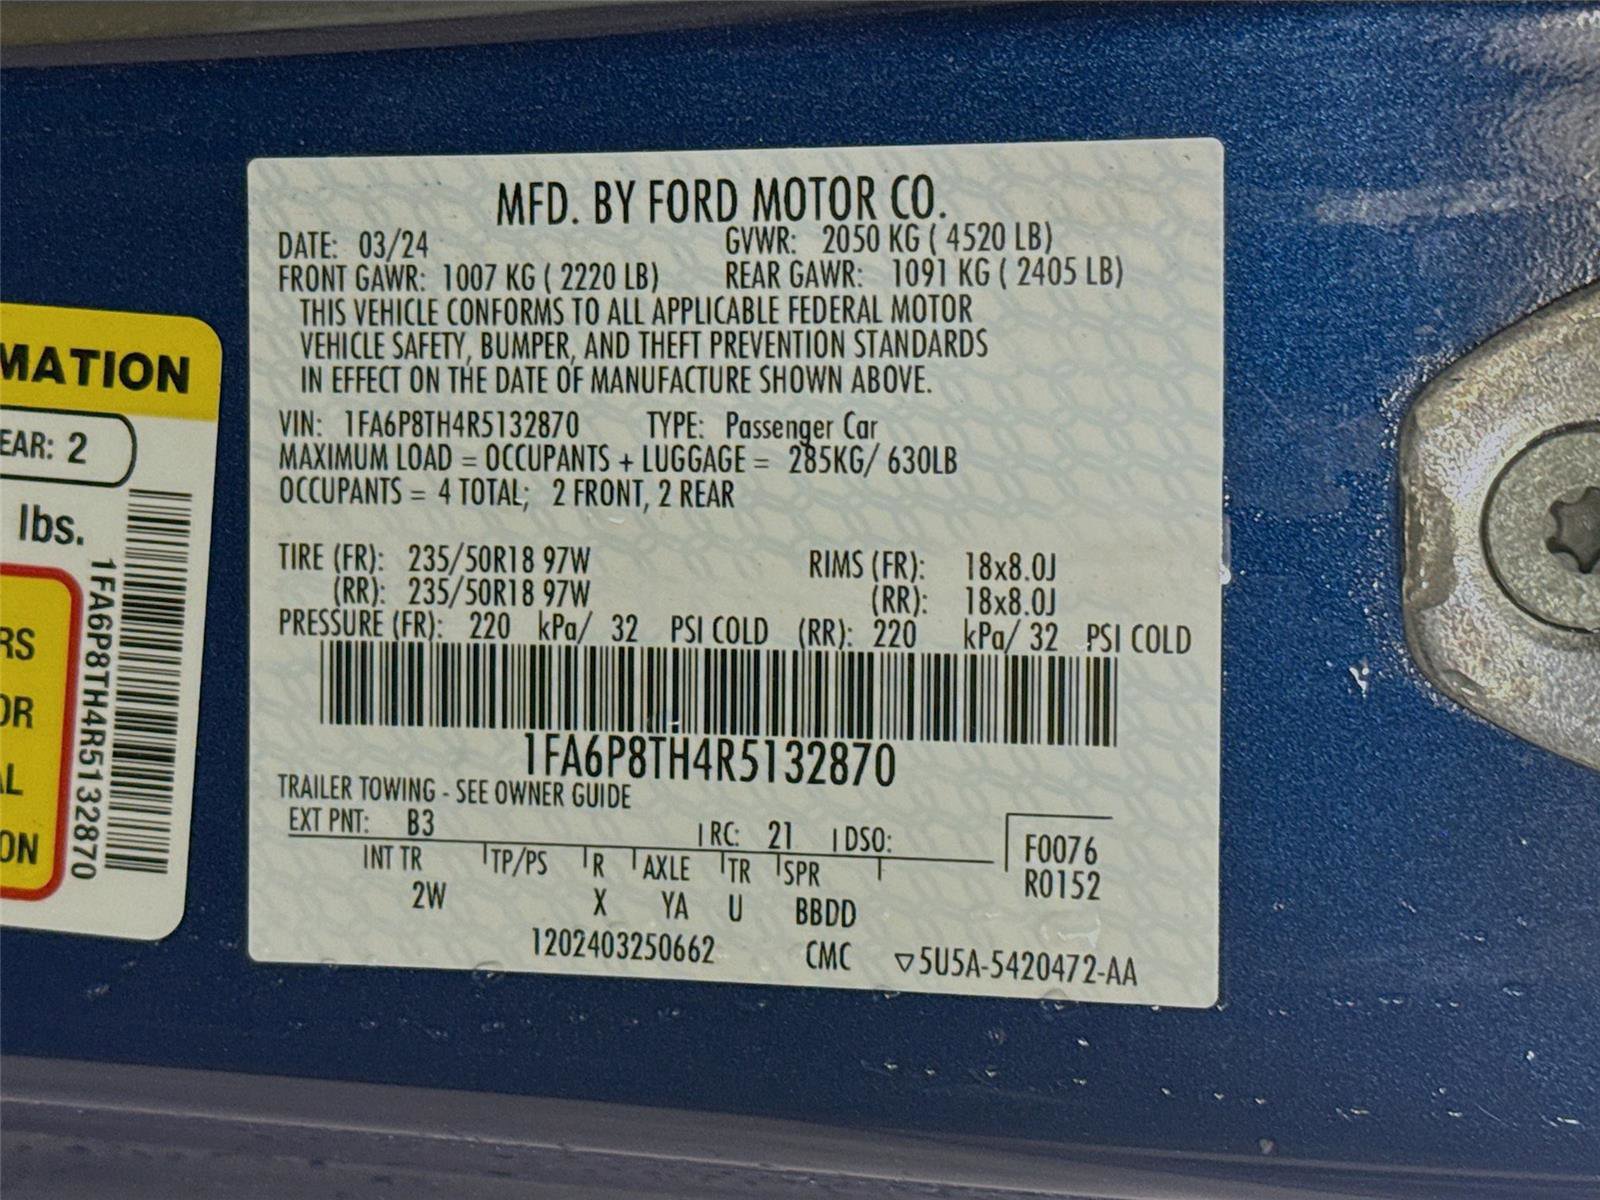 MFD. BY FORD MOTOR CO.
DATE: 03/24 GVWR: 2050 KG ( 4520 LB)
FRONT GAWR: 1007 KG ( 2220 LB) REAR GAWR: 1091 KG ( 2405 LB)
THIS VEHICLE CONFORMS TO ALL APPLICABLE FEDERAL MOTOR
VEHICLE SAFETY, BUMPER, AND THEFT PREVENTION STANDARDS
IN EFFECT ON THE DATE OF MANUFACTURE SHOWN ABOVE.
VIN: 1FA6P8TH4R5132870 TYPE: Passenger Car
MAXIMUM LOAD = OCCUPANTS + LUGGAGE = 285KG/ 630LB
OCCUPANTS = 4 TOTAL; 2 FRONT, 2 REAR
TIRE (FR): 235/50R18 97W RIMS (FR): 18x8.0J
(RR): 235/50R18 97W (RR): 18x8.0J
PRESSURE (FR): 220 kPa/ 32 PSI COLD (RR): 220 kPa/ 32 PSI COLD
1FA6P8TH4R5132870
TRAILER TOWING - SEE OWNER GUIDE
EXT PNT: B3 RC: 21 DSO:
INT TR TP/PS R AXLE TR SPR
2W X YA U BBDD
F0076
R0152
1202403250662 CMC ▽5U5A-5420472-AA
MATION
EAR: 2
lbs.
RS
OR
AL
ON
1FA6P8TH4R5132870